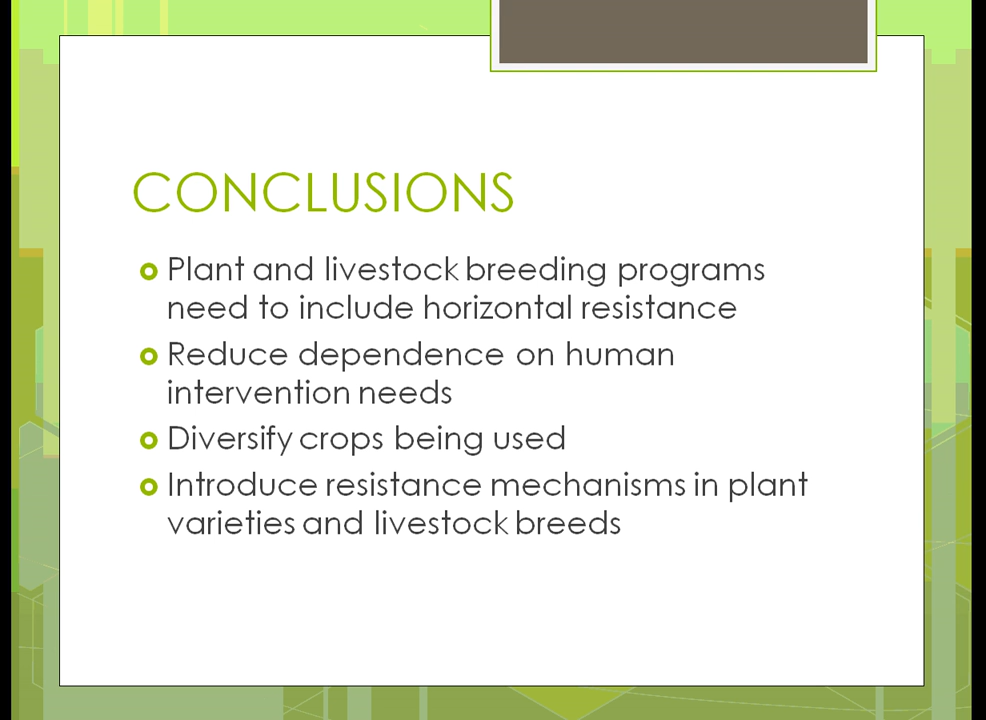 CONCLUSIONS
Plant and livestock breeding programs
need to include horizontal resistance
Reduce dependence on human
intervention needs
Diversify crops being used
Introduce resistance mechanisms in plant
varieties and livestock breeds